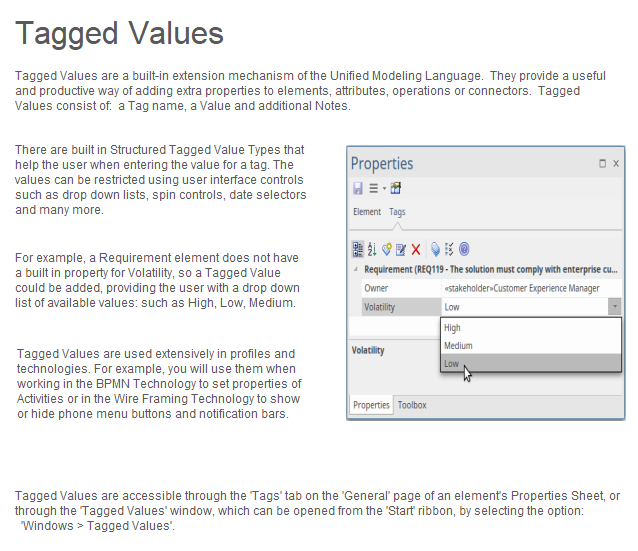 Tagged Values
Tagged Values are a built-in extension mechanism of the Unified Modeling Language.  They provide a useful
and productive way of adding extra properties to elements, attributes, operations or connectors.  Tagged
Values consist of:  a Tag name, a Value and additional Notes.
There are built in Structured Tagged Value Types that
help the user when entering the value for a tag. The
values can be restricted using user interface controls
such as drop down lists, spin controls, date selectors
and many more.
For example, a Requirement element does not have
a built in property for Volatility, so a Tagged Value
could be added, providing the user with a drop down
list of available values: such as High, Low, Medium.
Tagged Values are used extensively in profiles and
technologies. For example, you will use them when
working in the BPMN Technology to set properties of
Activities or in the Wire Framing Technology to show
or hide phone menu buttons and notification bars.
Properties
Element Tags
Requirement (REQ119 - The solution must comply with enterprise cu...
Owner «stakeholder»Customer Experience Manager
Volatility Low
High
Medium
Low
Volatility
Properties Toolbox
Tagged Values are accessible through the 'Tags' tab on the 'General' page of an element's Properties Sheet, or
through the 'Tagged Values' window, which can be opened from the 'Start' ribbon, by selecting the option:
'Windows > Tagged Values'.